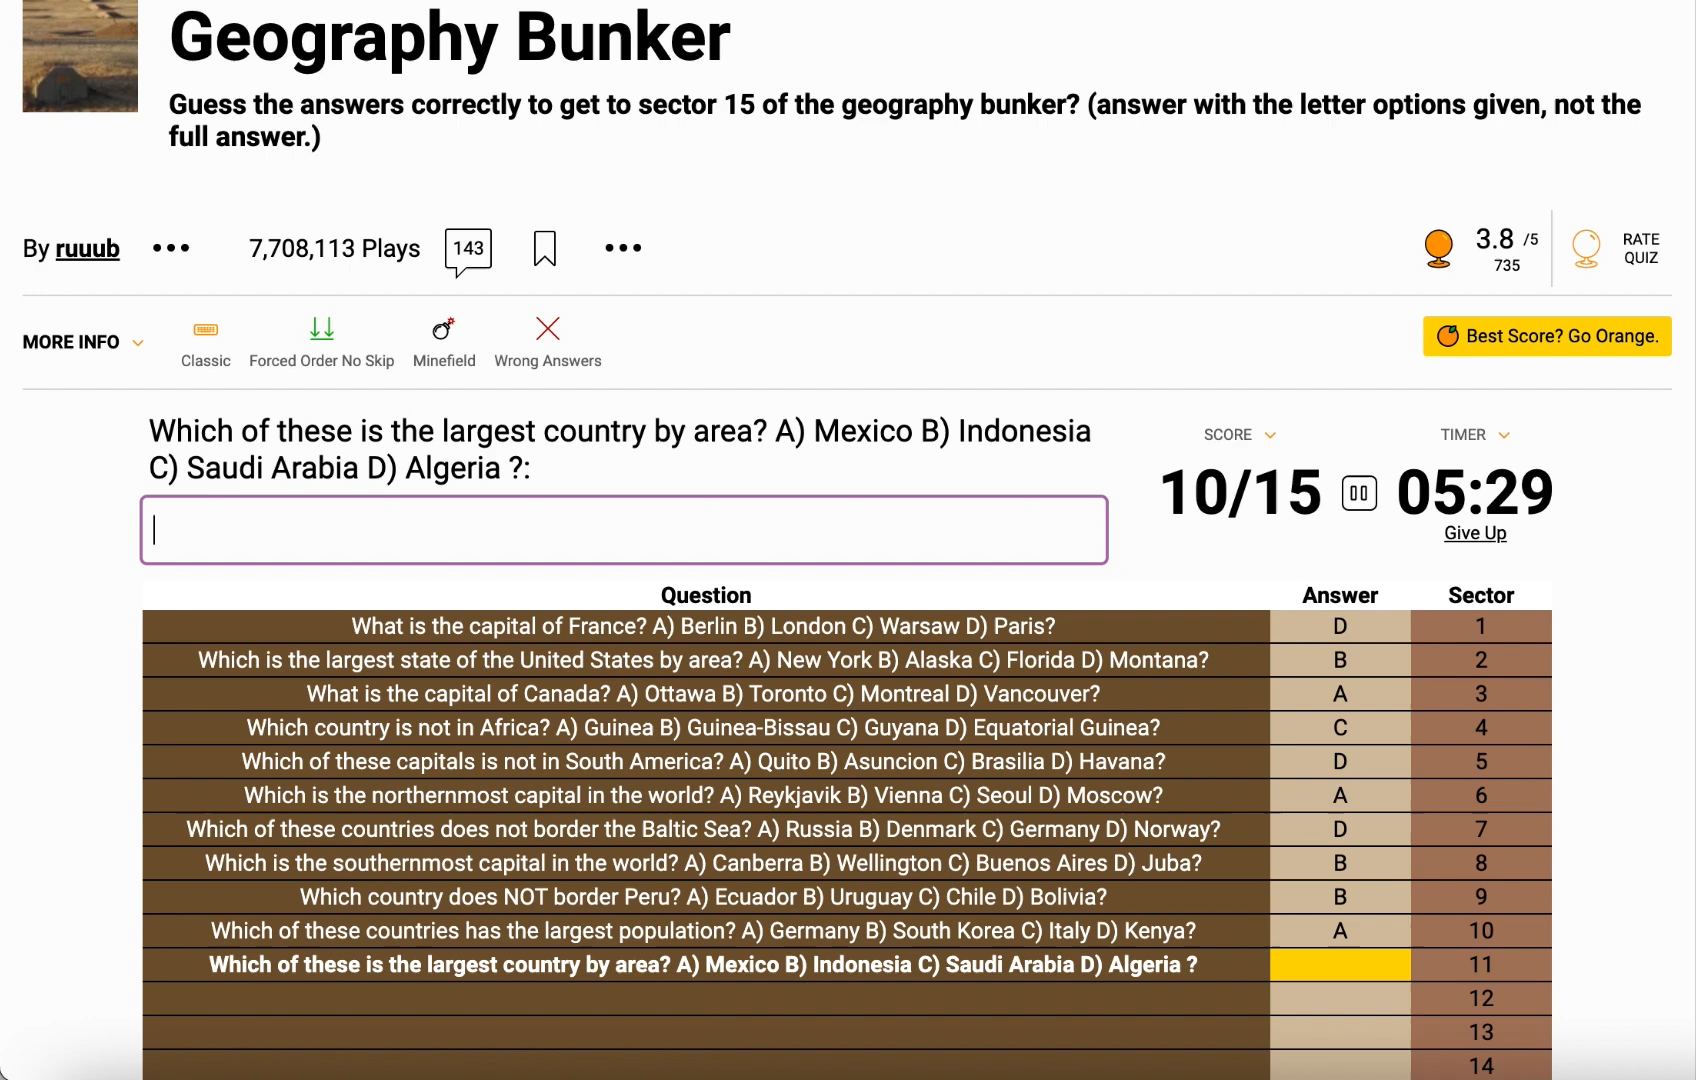 Geography Bunker
Guess the answers correctly to get to sector 15 of the geography bunker? (answer with the letter options given, not the
full answer.)
By ruuub ••• 7,708,113 Plays 143 ••• 3.8 /5 735 RATE QUIZ
MORE INFO Classic Forced Order No Skip Minefield Wrong Answers Best Score? Go Orange.
Which of these is the largest country by area? A) Mexico B) Indonesia
C) Saudi Arabia D) Algeria ?:
SCORE TIMER
10/15 05:29
Give Up
Question Answer Sector
What is the capital of France? A) Berlin B) London C) Warsaw D) Paris? D 1
Which is the largest state of the United States by area? A) New York B) Alaska C) Florida D) Montana? B 2
What is the capital of Canada? A) Ottawa B) Toronto C) Montreal D) Vancouver? A 3
Which country is not in Africa? A) Guinea B) Guinea-Bissau C) Guyana D) Equatorial Guinea? C 4
Which of these capitals is not in South America? A) Quito B) Asuncion C) Brasilia D) Havana? D 5
Which is the northernmost capital in the world? A) Reykjavik B) Vienna C) Seoul D) Moscow? A 6
Which of these countries does not border the Baltic Sea? A) Russia B) Denmark C) Germany D) Norway? D 7
Which is the southernmost capital in the world? A) Canberra B) Wellington C) Buenos Aires D) Juba? B 8
Which country does NOT border Peru? A) Ecuador B) Uruguay C) Chile D) Bolivia? B 9
Which of these countries has the largest population? A) Germany B) South Korea C) Italy D) Kenya? A 10
Which of these is the largest country by area? A) Mexico B) Indonesia C) Saudi Arabia D) Algeria ? 11
12
13
14